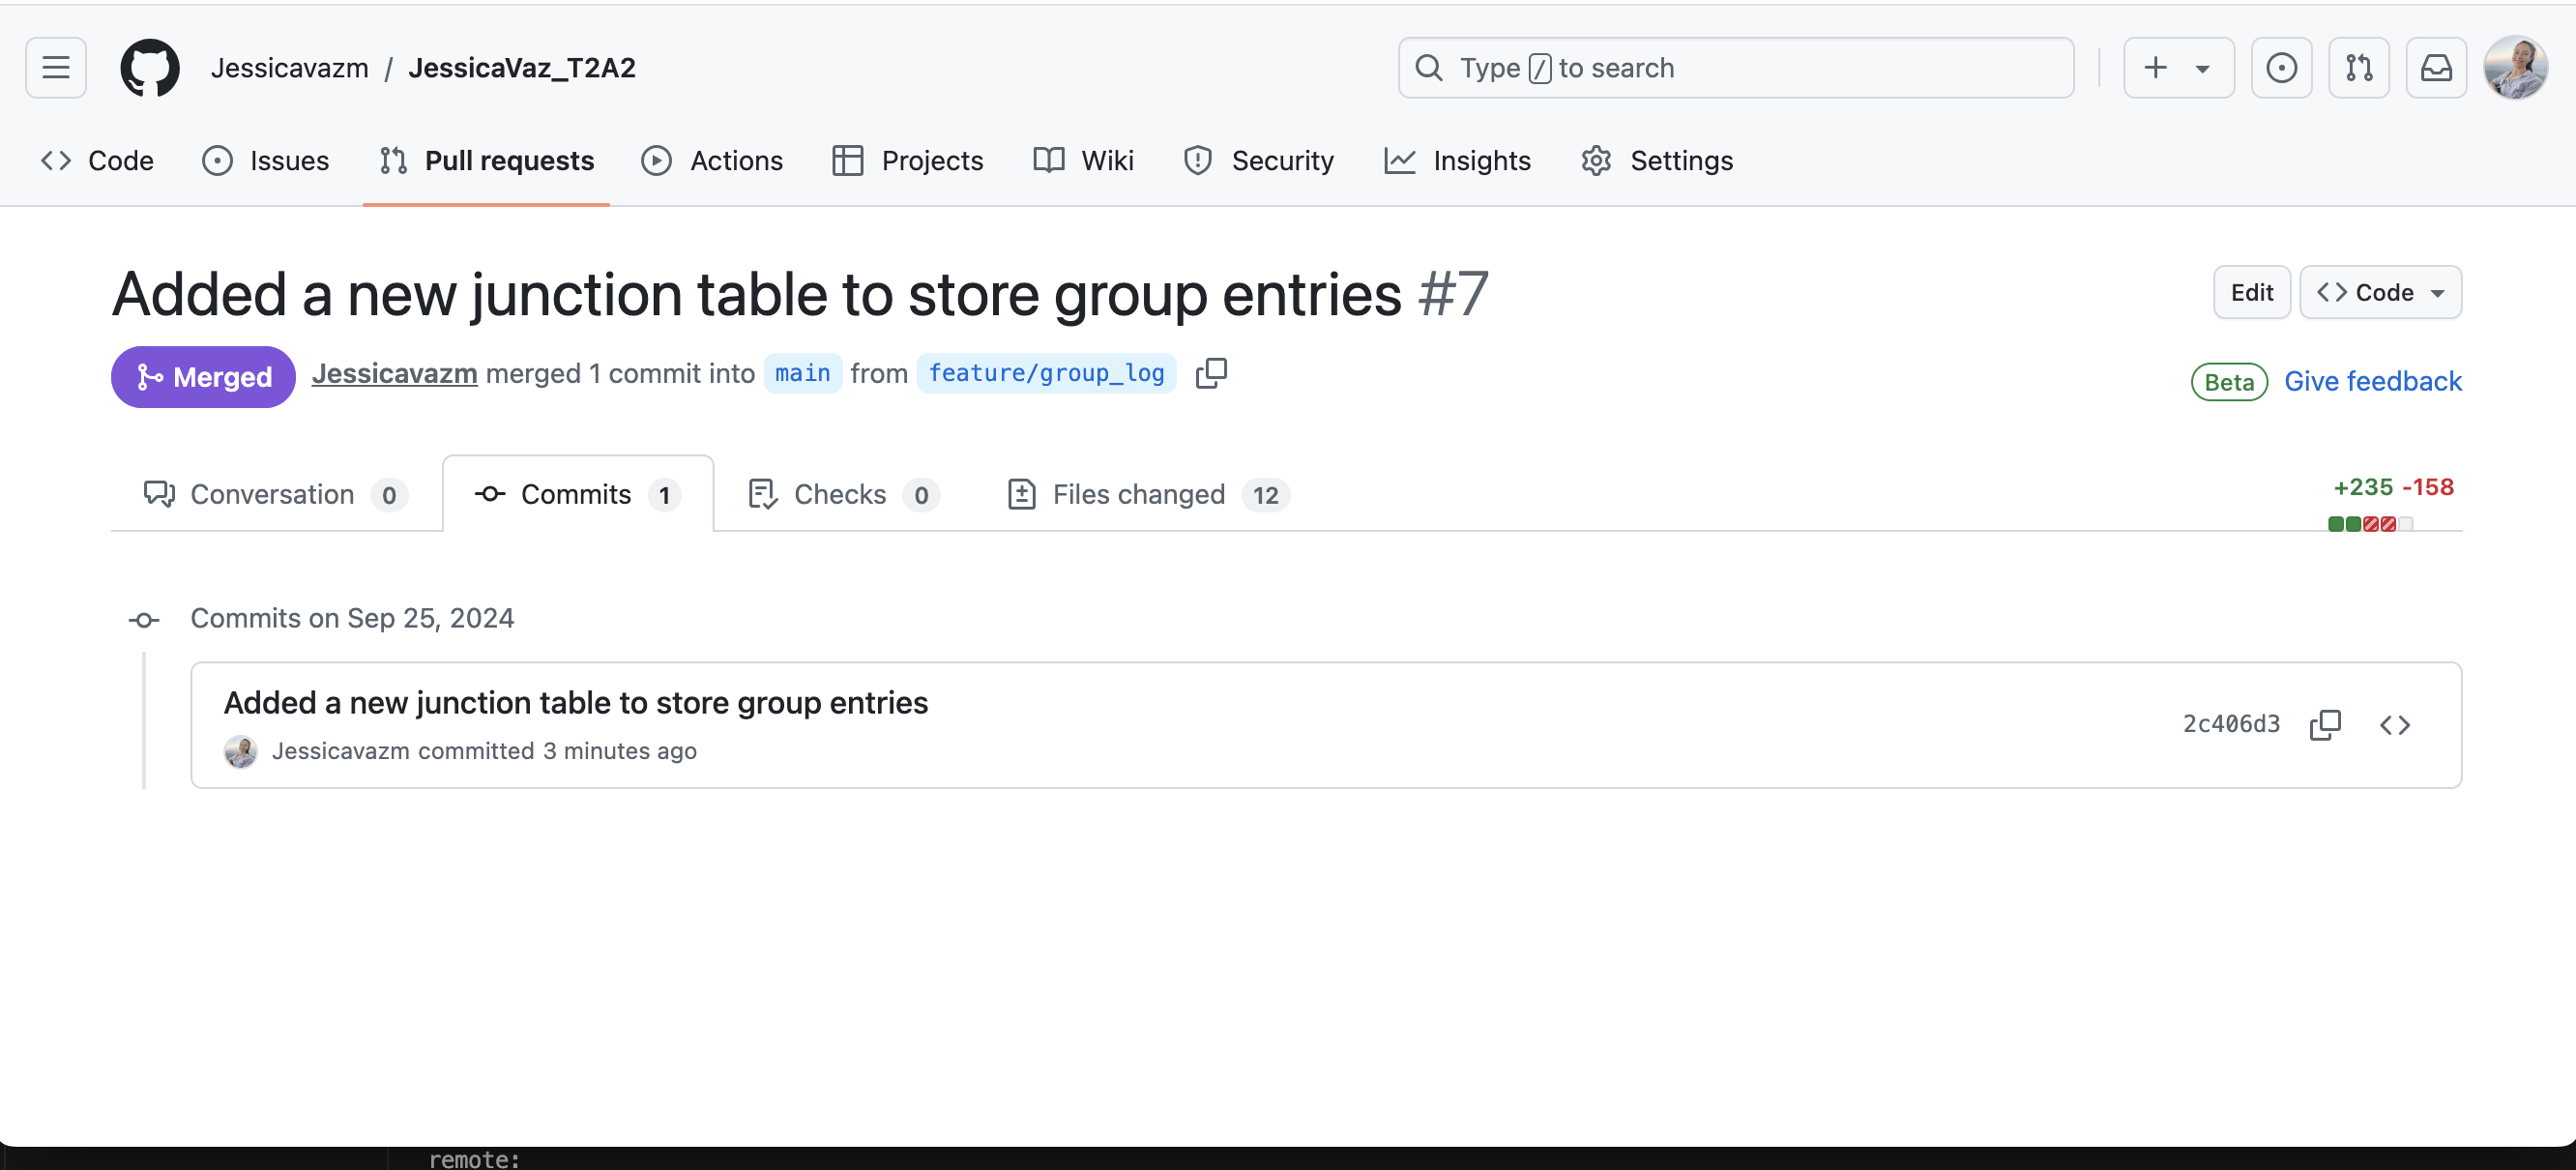 Jessicavazm / JessicaVaz_T2A2
Type / to search
Code Issues Pull requests Actions Projects Wiki Security Insights Settings
Added a new junction table to store group entries #7
Edit Code
Merged Jessicavazm merged 1 commit into main from feature/group_log
Beta Give feedback
Conversation 0 Commits 1 Checks 0 Files changed 12
+235 -158
Commits on Sep 25, 2024
Added a new junction table to store group entries
Jessicavazm committed 3 minutes ago
2c406d3
remote: